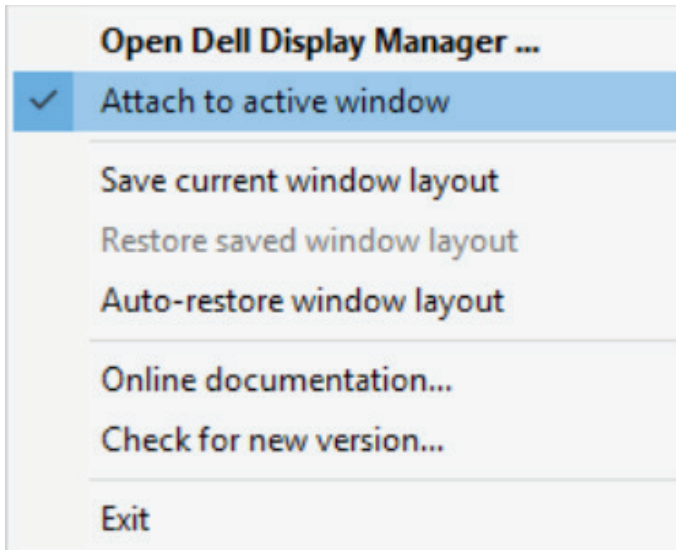 Open Dell Display Manager ...
Attach to active window
Save current window layout
Restore saved window layout
Auto-restore window layout
Online documentation...
Check for new version...
Exit